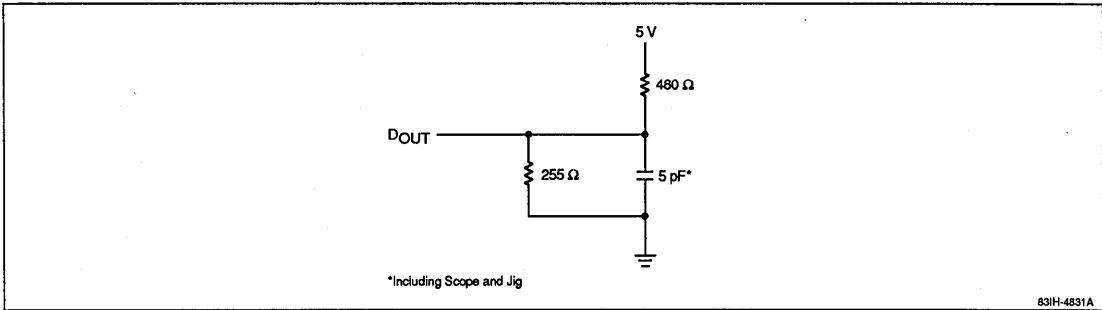 5 V
480 Ω
DOUT
255 Ω
5 pF*
*Including Scope and Jig
83IH-4831A